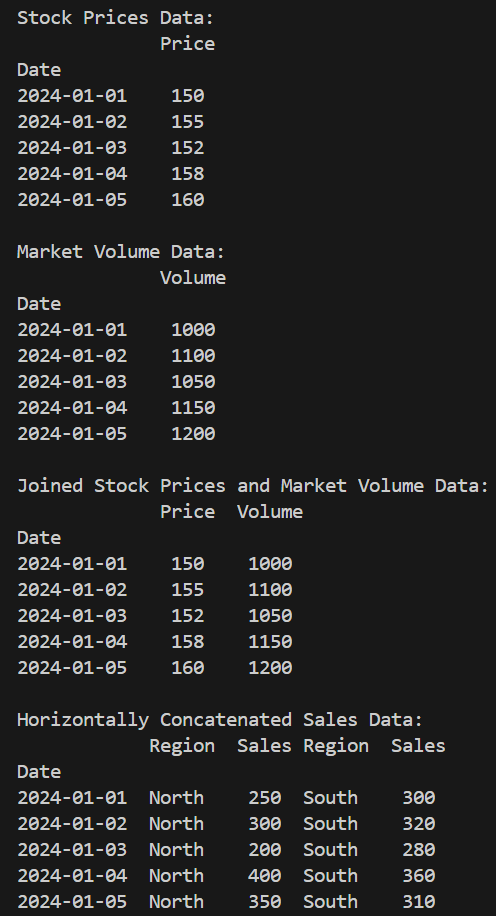 Stock Prices Data:
             Price
Date
2024-01-01    150
2024-01-02    155
2024-01-03    152
2024-01-04    158
2024-01-05    160

Market Volume Data:
             Volume
Date
2024-01-01    1000
2024-01-02    1100
2024-01-03    1050
2024-01-04    1150
2024-01-05    1200

Joined Stock Prices and Market Volume Data:
             Price  Volume
Date
2024-01-01    150    1000
2024-01-02    155    1100
2024-01-03    152    1050
2024-01-04    158    1150
2024-01-05    160    1200

Horizontally Concatenated Sales Data:
            Region  Sales Region  Sales
Date
2024-01-01  North    250  South    300
2024-01-02  North    300  South    320
2024-01-03  North    200  South    280
2024-01-04  North    400  South    360
2024-01-05  North    350  South    310